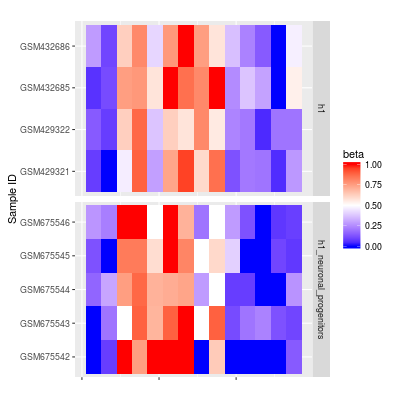 GSM432686
GSM432685
GSM429322
GSM429321
h1
GSM675546
GSM675545
GSM675544
GSM675543
GSM675542
h1_neuronal_progenitors
Sample ID
beta
1.00
0.75
0.50
0.25
0.00